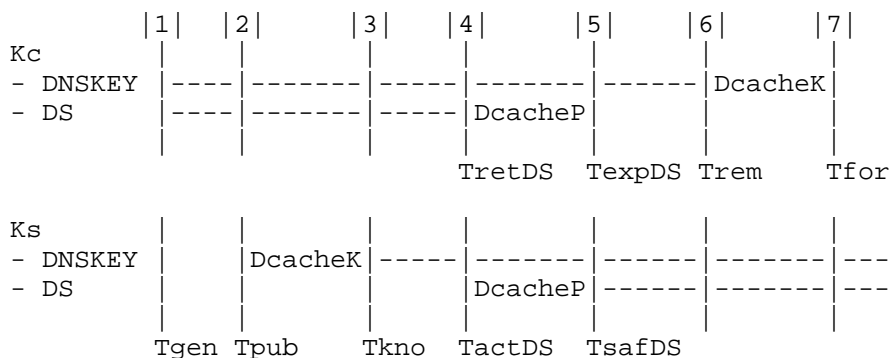 |1|  |2|     |3|   |4|     |5|    |6|     |7|
Kc          |    |       |     |       |      |       |
- DNSKEY    |----|-------|-----|-------|------|DcacheK|
- DS        |----|-------|-----|DcacheP|      |       |
            |    |       |     |       |      |       |
                               TretDS  TexpDS Trem    Tfor
Ks          |    |       |     |       |      |       |
- DNSKEY    |    |DcacheK|-----|-------|------|-------|---
- DS        |    |       |     |DcacheP|------|-------|---
            |    |       |     |       |      |       |
            Tgen Tpub    Tkno  TactDS  TsafDS